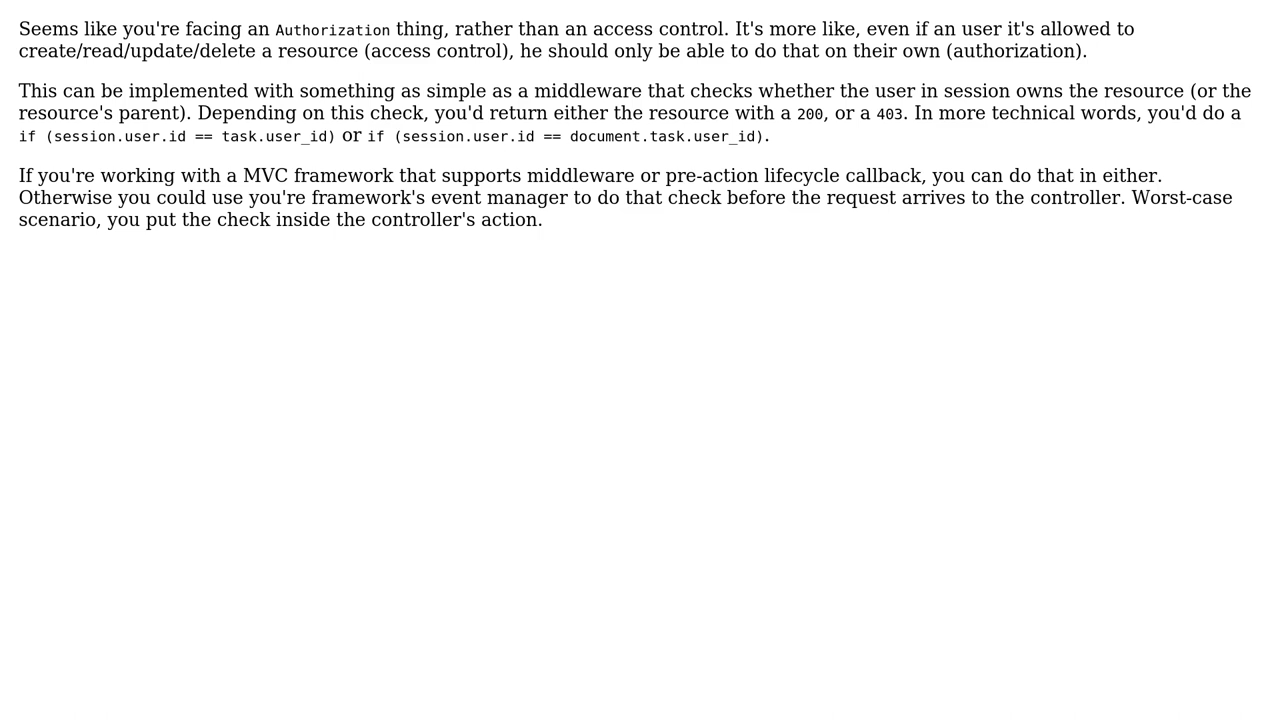 Seems like you're facing an Authorization thing, rather than an access control. It's more like, even if an user it's allowed to
create/read/update/delete a resource (access control), he should only be able to do that on their own (authorization).
This can be implemented with something as simple as a middleware that checks whether the user in session owns the resource (or the
resource's parent). Depending on this check, you'd return either the resource with a 200, or a 403. In more technical words, you'd do a
if (session.user.id == task.user_id) or if (session.user.id == document.task.user_id).
If you're working with a MVC framework that supports middleware or pre-action lifecycle callback, you can do that in either.
Otherwise you could use you're framework's event manager to do that check before the request arrives to the controller. Worst-case
scenario, you put the check inside the controller's action.